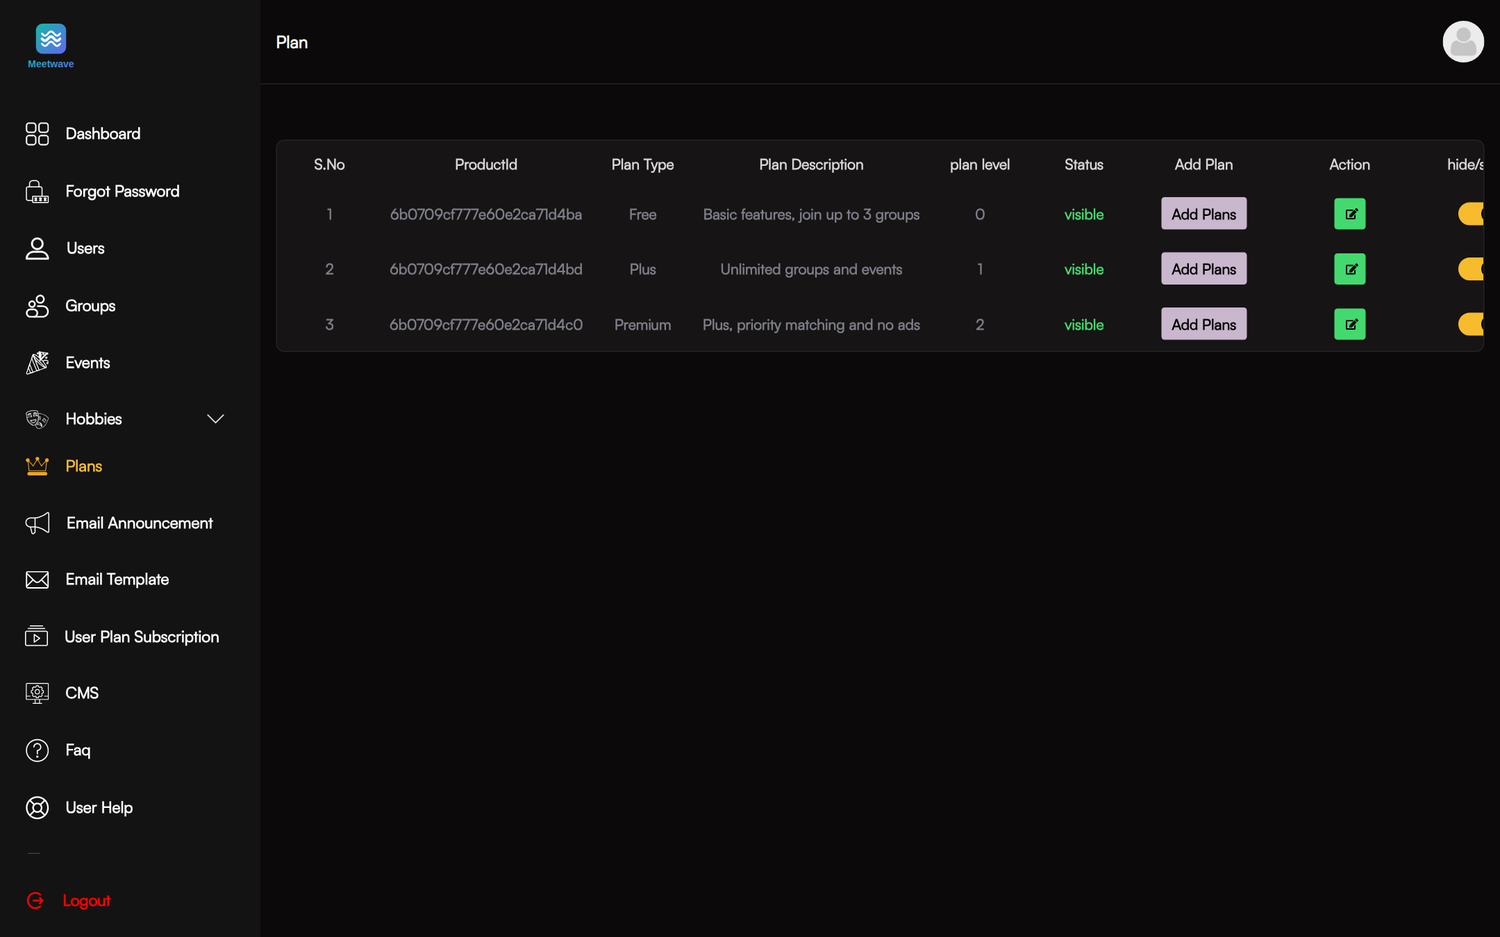 Meetwave
Plan
Dashboard
Forgot Password
Users
Groups
Events
Hobbies
Plans
Email Announcement
Email Template
User Plan Subscription
CMS
Faq
User Help
Logout
S.No ProductId Plan Type Plan Description plan level Status Add Plan Action hide/s
1 6b0709cf777e60e2ca71d4ba Free Basic features, join up to 3 groups 0 visible Add Plans
2 6b0709cf777e60e2ca71d4bd Plus Unlimited groups and events 1 visible Add Plans
3 6b0709cf777e60e2ca71d4c0 Premium Plus, priority matching and no ads 2 visible Add Plans